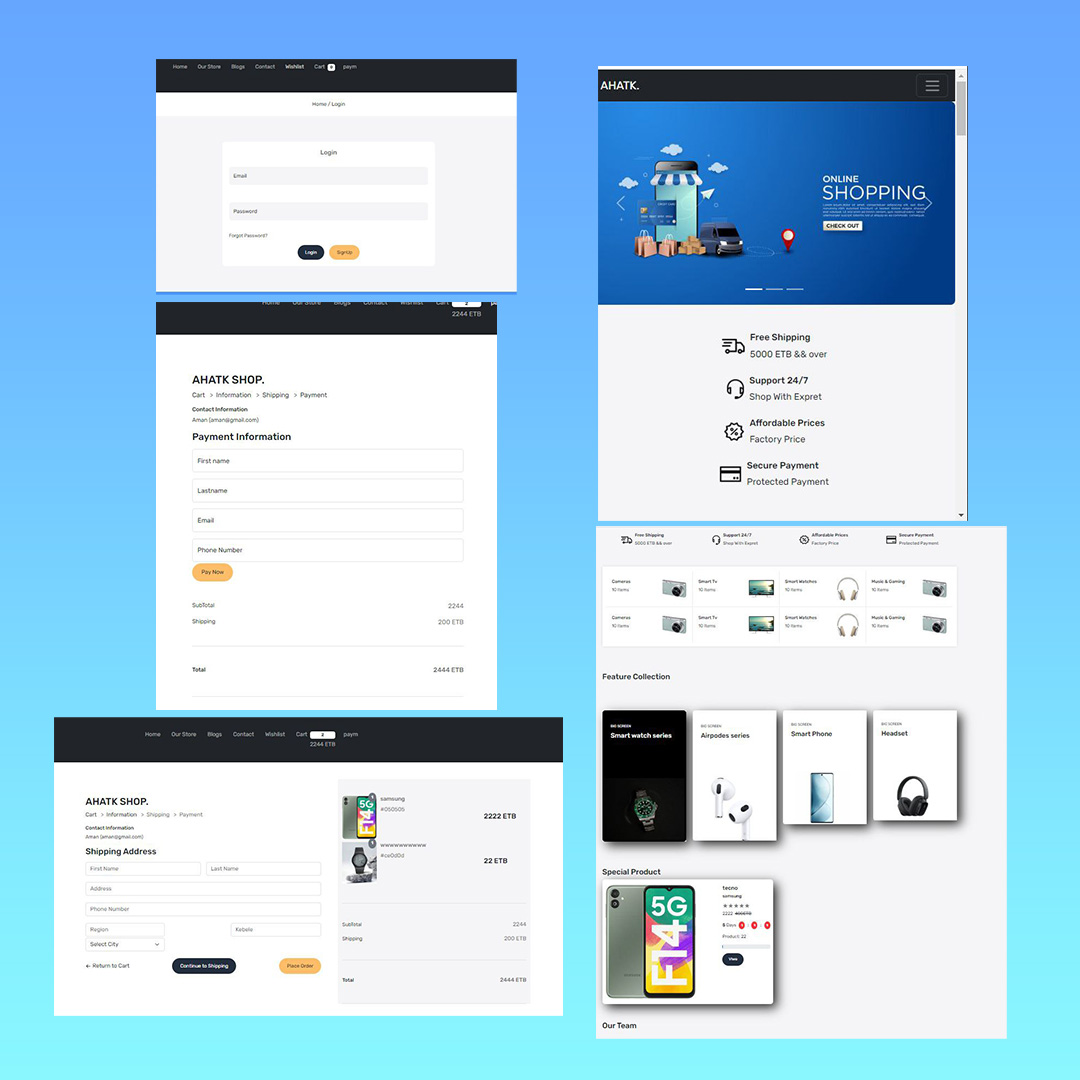 Home Our Store Blogs Contact Wishlist Cart paym
Home / Login
Login
Email
Password
Forgot Password?
Login SignUp
Home Our Store Blogs Contact Wishlist Cart
2244 ETB
AHATK SHOP.
Cart > Information > Shipping > Payment
Contact Information
Aman (aman@gmail.com)
Payment Information
First name
Lastname
Email
Phone Number
Pay Now
SubTotal 2244
Shipping 200 ETB
Total 2444 ETB
Home Our Store Blogs Contact Wishlist Cart 2 paym
2244 ETB
AHATK SHOP.
Cart > Information > Shipping > Payment
Contact Information
Aman (aman@gmail.com)
Shipping Address
First Name Last Name
Address
Phone Number
Region Kebele
Select City
← Return to Cart Continue to Shipping Place Order
5G
F14 5G
samsung
#050505
2222 ETB
wwwwwwwwwww
#ce0d0d
22 ETB
SubTotal 2244
Shipping 200 ETB
Total 2444 ETB
AHATK.
ONLINE
SHOPPING
CHECK OUT
Free Shipping
5000 ETB && over
Support 24/7
Shop With Expret
Affordable Prices
Factory Price
Secure Payment
Protected Payment
Free Shipping Support 24/7 Affordable Prices Secure Payment
5000 ETB && over Shop With Expret Factory Price Protected Payment
Cameras Smart Tv Smart Watches Music & Gaming
10 Items 10 Items 10 Items 10 Items
Cameras Smart Tv Smart Watches Music & Gaming
10 Items 10 Items 10 Items 10 Items
Feature Collection
BIG SCREEN BIG SCREEN BIG SCREEN BIG SCREEN
Smart watch series Airpodes series Smart Phone Headset
Special Product
5G
F14 5G
SAMSUNG
tecno
samsung
★★★★★
2222 400ETB
5 Days
Product: 22
View
Our Team